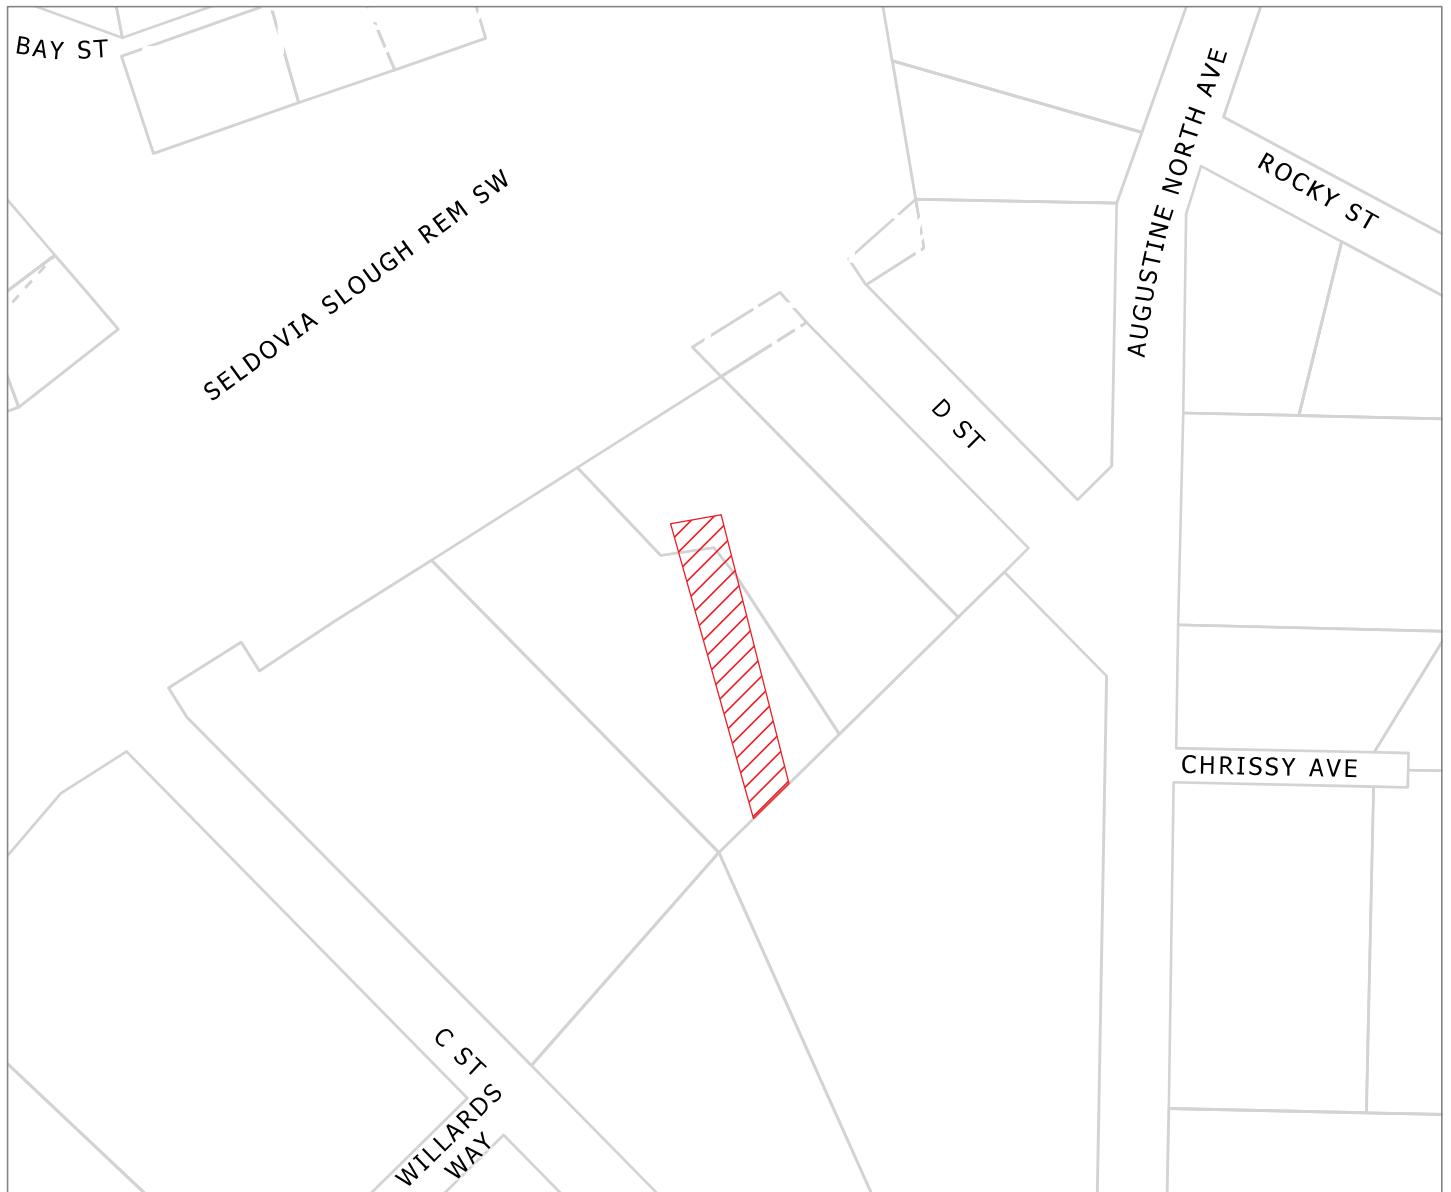 BAY ST
AUGUSTINE NORTH AVE
ROCKY ST
SELDOVIA SLOUGH REM SW
D ST
CHRISSY AVE
C ST
WILLARDS
WAY